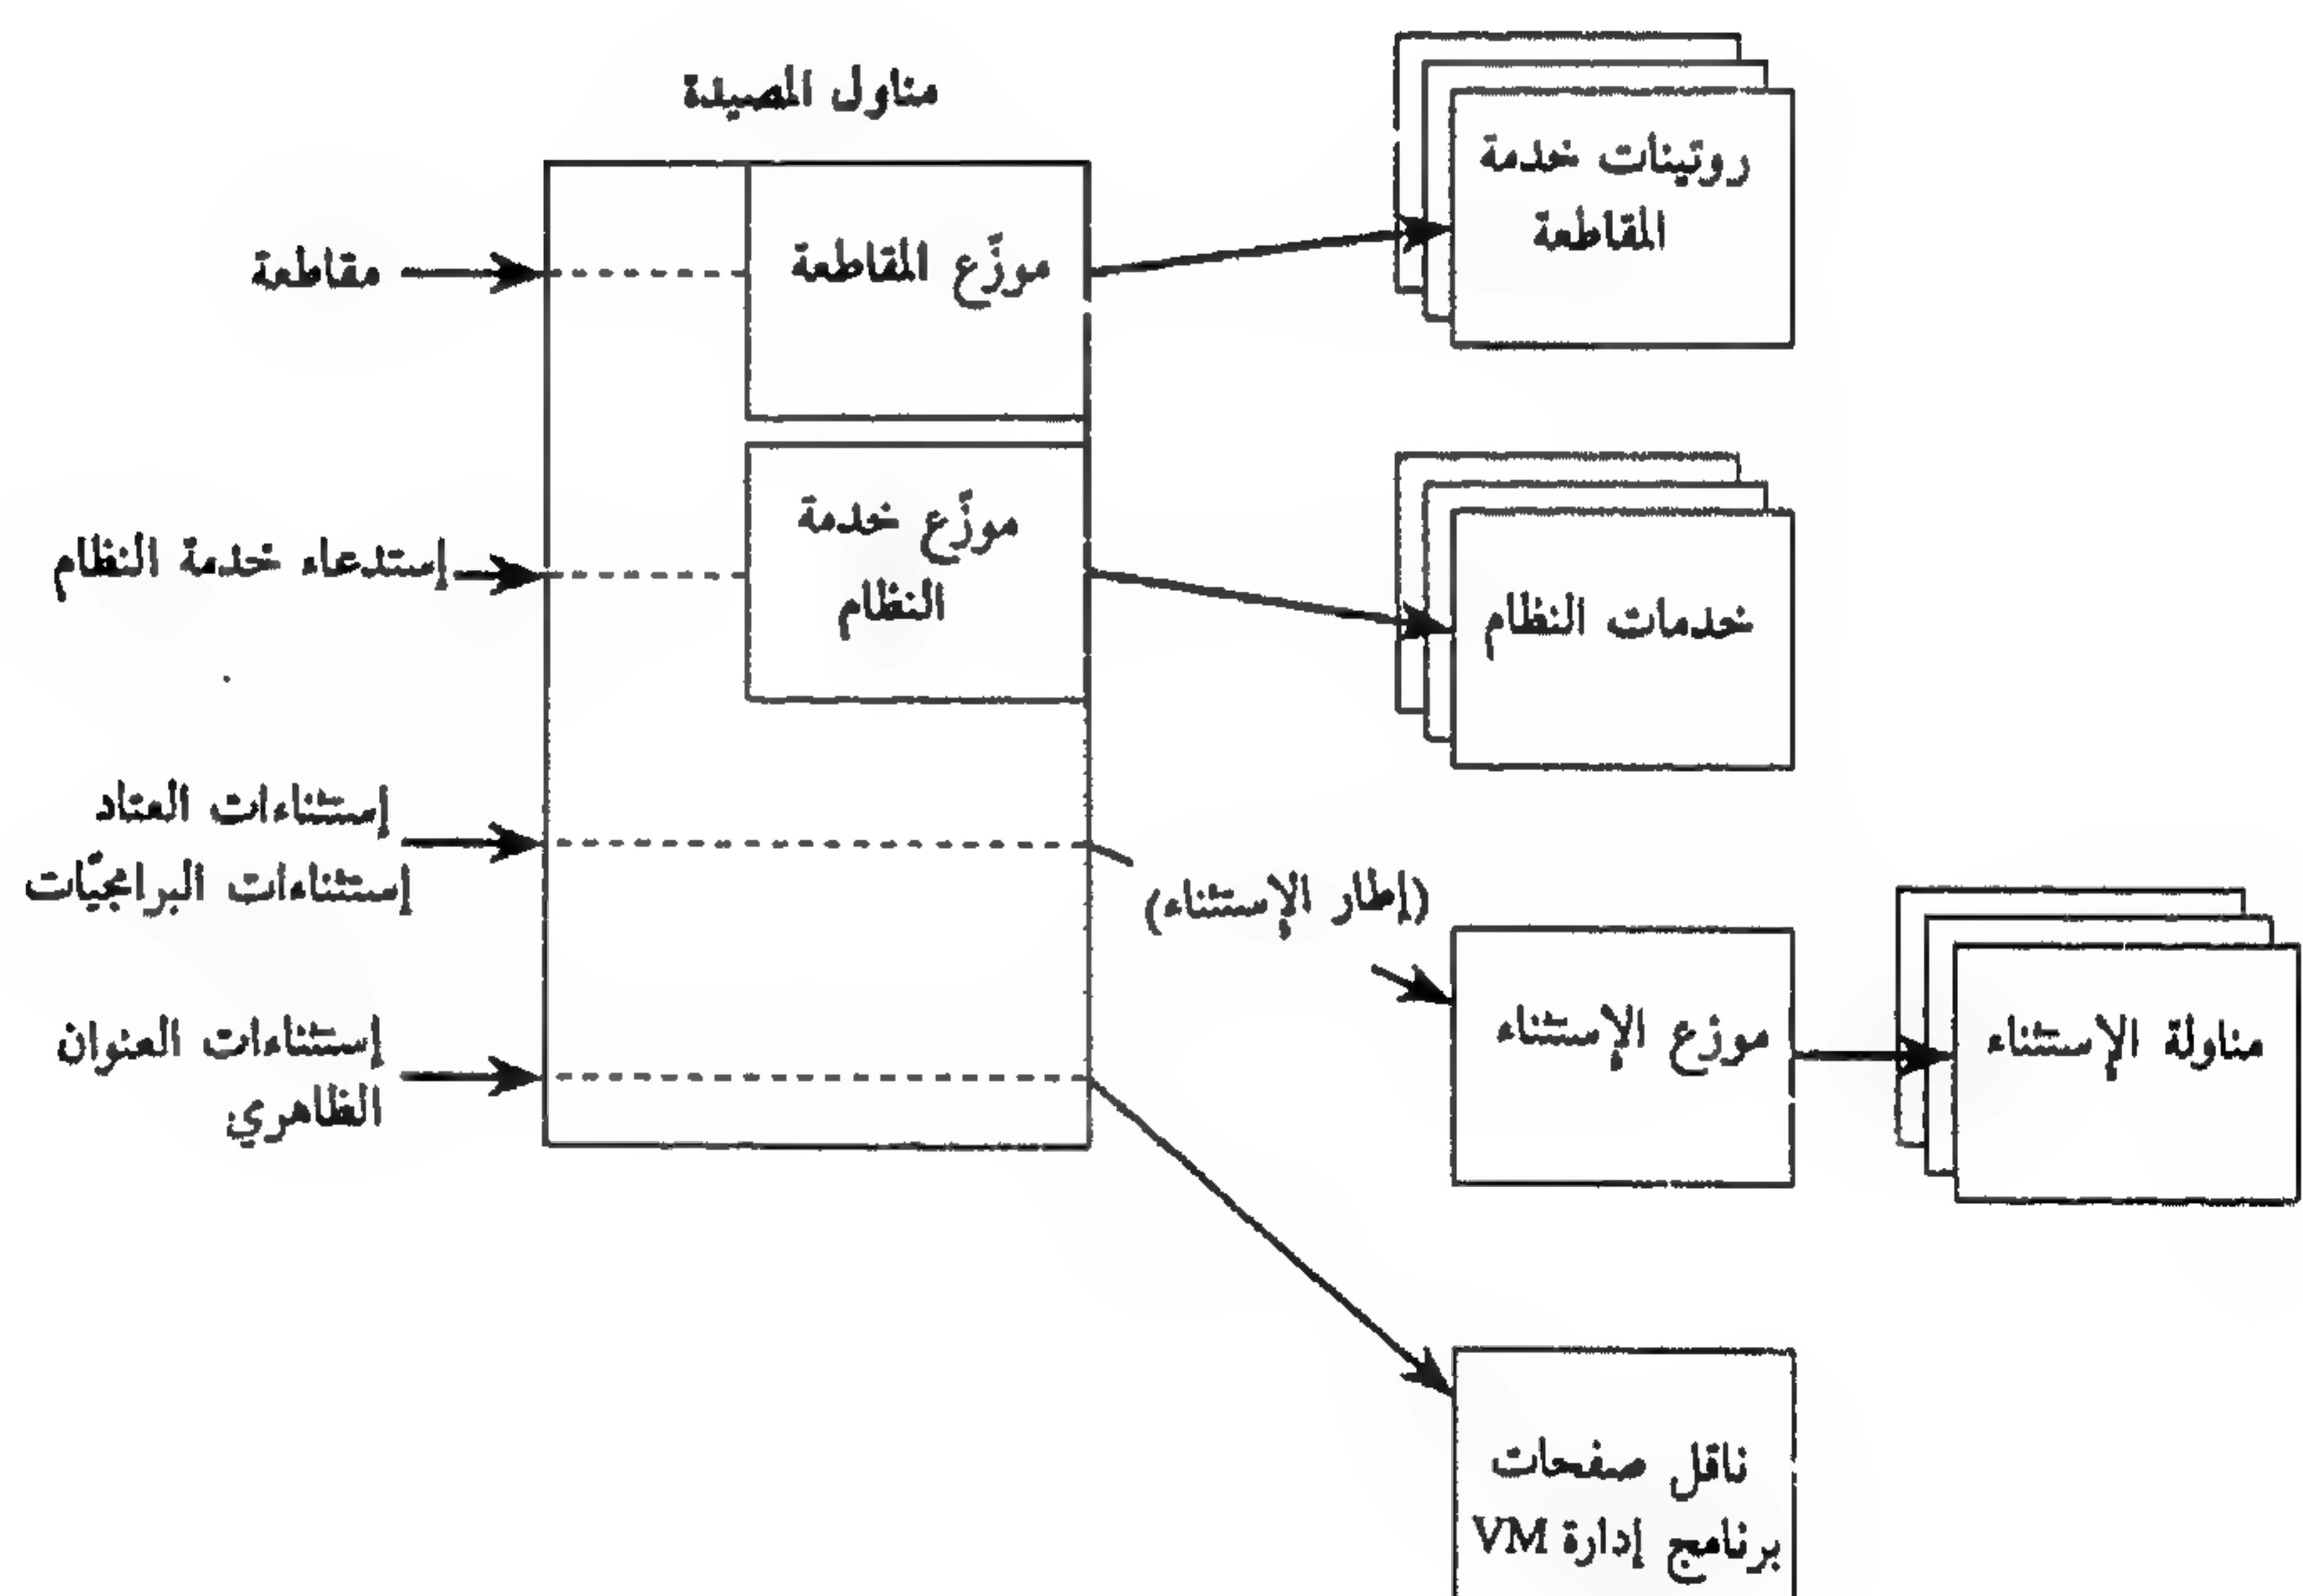 مناول المصيدة
روتينات خدمة
المقاطعة
موزّع المقاطعة
مقاطعة
موزّع خدمة
النظام
إستدعاء خدمة النظام
خدمات النظام
إستثناءات العتاد
إستثناءات البرامجيّات
(إطار الإستثناء)
موزع الإستثناء
مناولة الإستثناء
إستثناءات العنوان
الظاهري
ناقل صفحات
برنامج إدارة VM